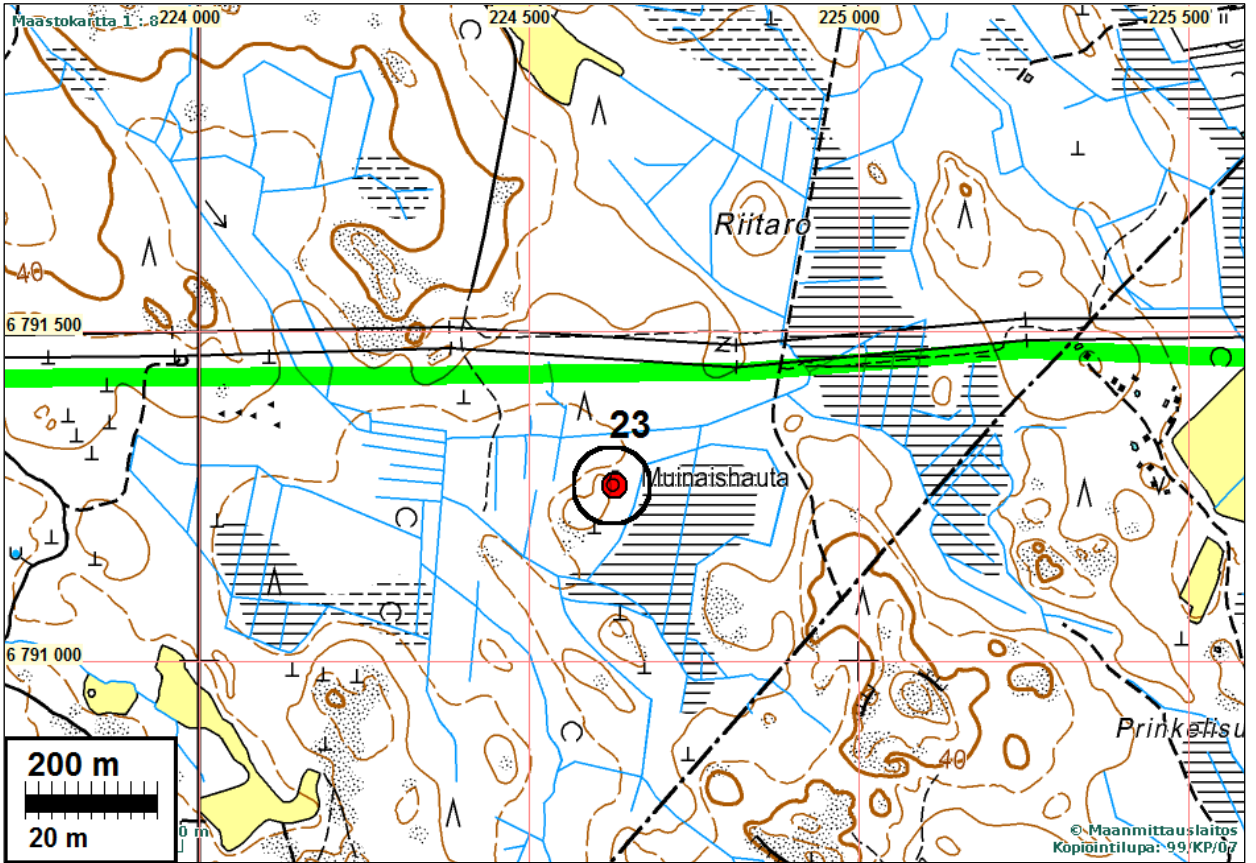 Maastokartta 1 : 8
224 000
224 500
225 000
225 500
Riitaro
40
6 791 500
Z
23
Muinaishauta
V
U
6 791 000
Prinkelisu
40
200 m
20 m
0 m
© Maanmittauslaitos
Kopiointilupa: 99/KP/07